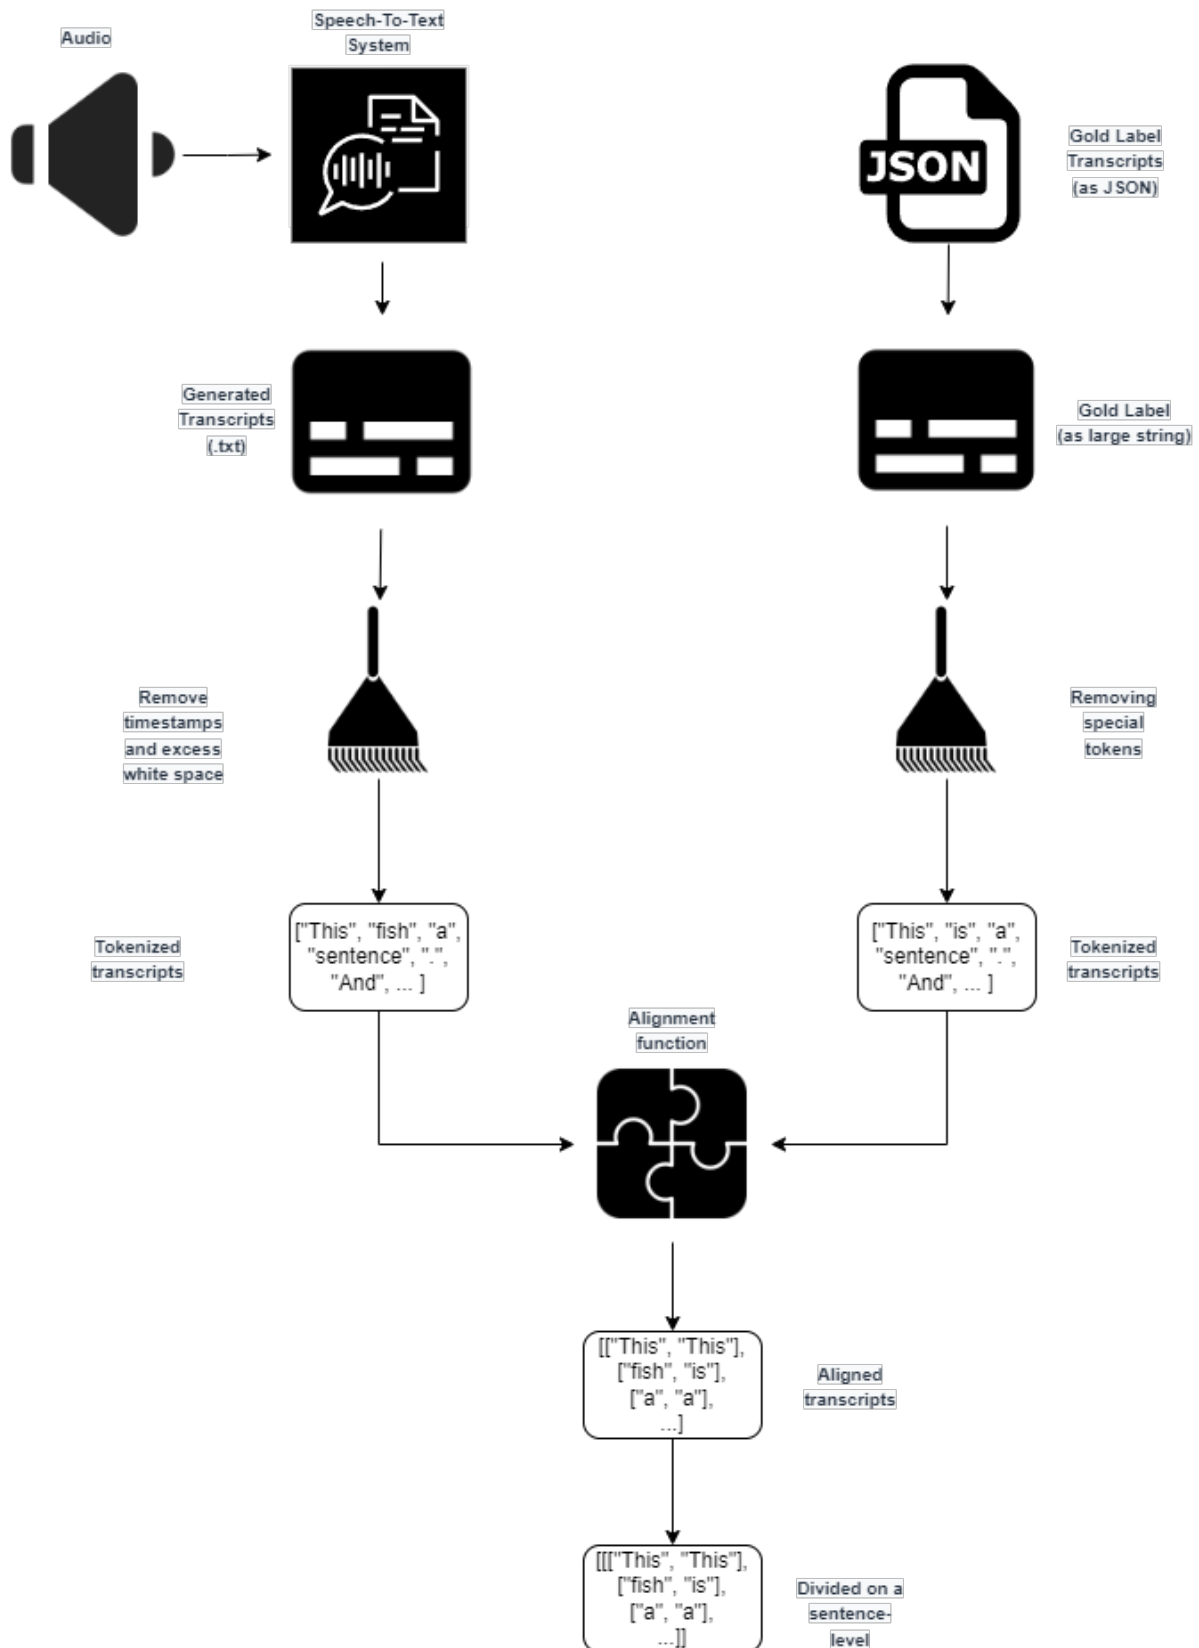 Audio
Speech-To-Text
System
JSON
Gold Label
Transcripts
(as JSON)
Generated
Transcripts
(.txt)
Gold Label
(as large string)
Remove
timestamps
and excess
white space
Removing
special
tokens
Tokenized
transcripts
["This", "fish", "a",
"sentence", ".",
"And", ... ]
["This", "is", "a",
"sentence", ".",
"And", ... ]
Tokenized
transcripts
Alignment
function
[["This", "This"],
["fish", "is"],
["a", "a"],
...]
Aligned
transcripts
[[["This", "This"],
["fish", "is"],
["a", "a"],
...]]
Divided on a
sentence-
level